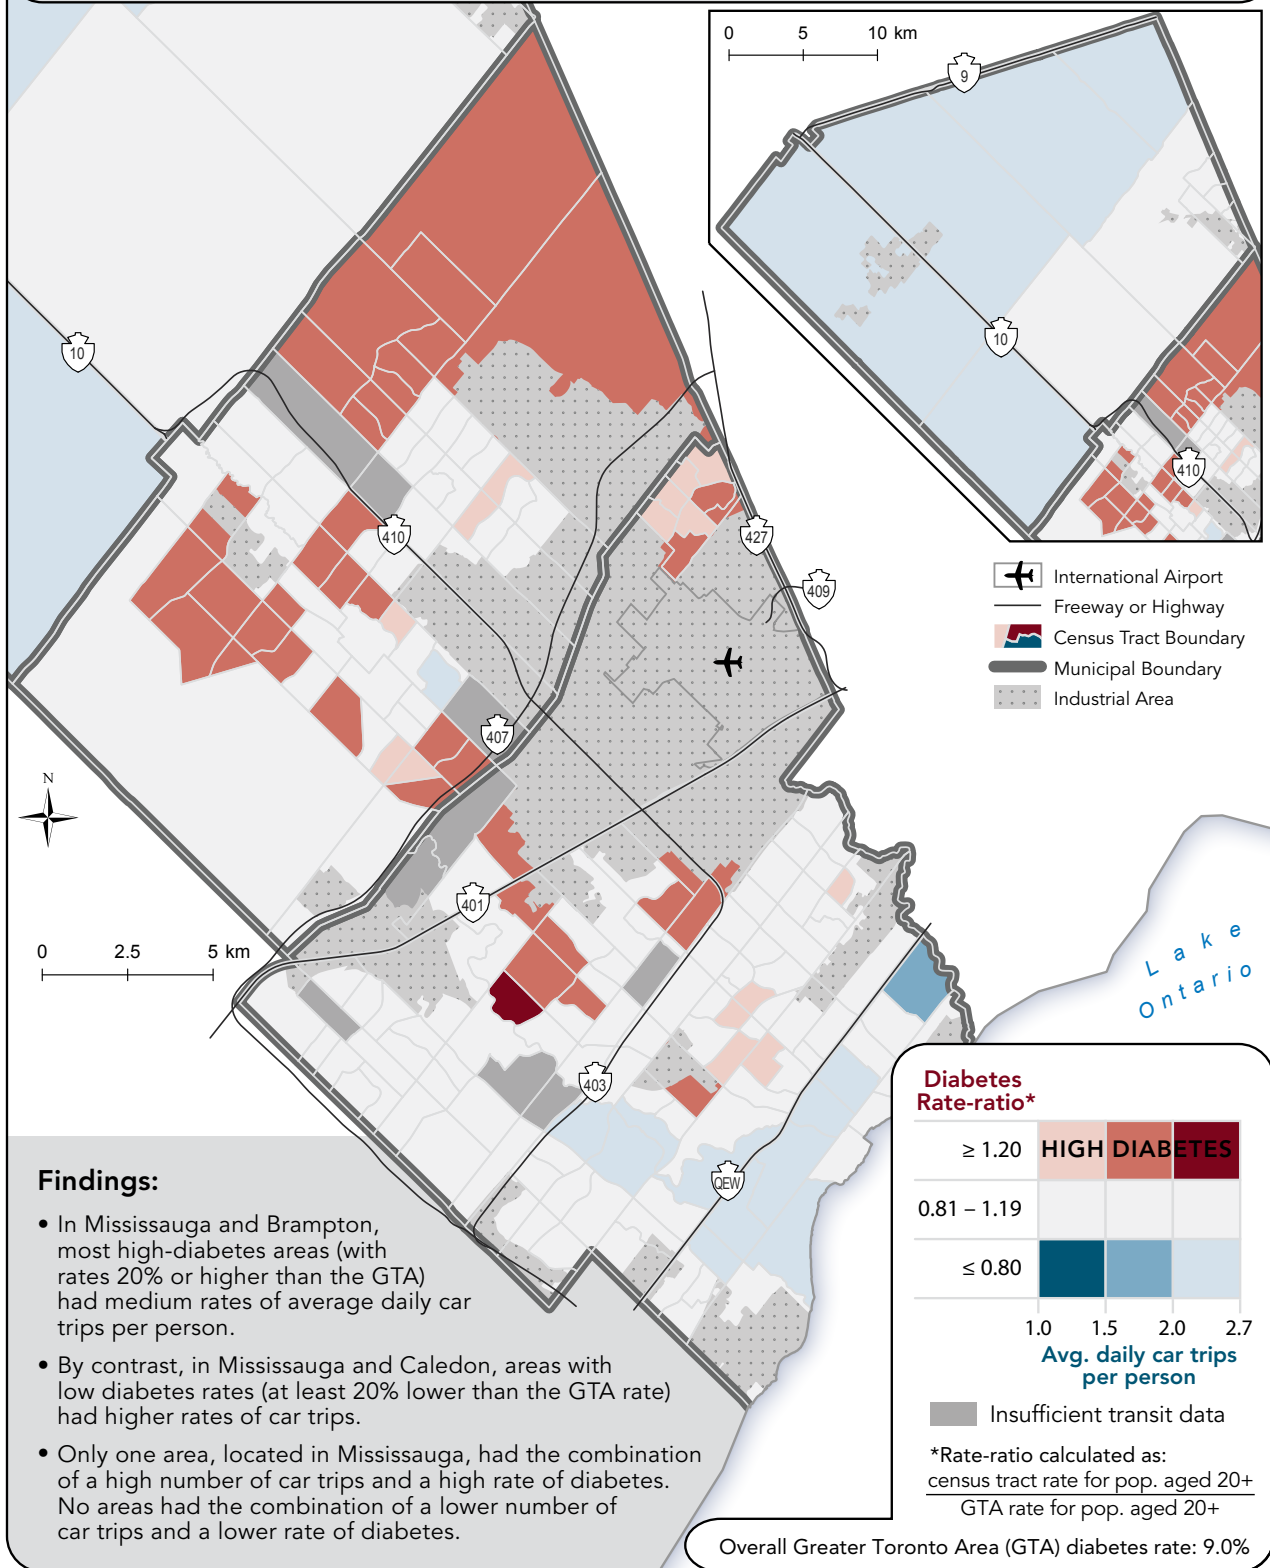 0 5 10 km
9
10
410
10
410
427
409
407
401
403
QEW
N
0 2.5 5 km
International Airport
Freeway or Highway
Census Tract Boundary
Municipal Boundary
Industrial Area
Lake
Ontario
Findings:
• In Mississauga and Brampton,
most high-diabetes areas (with
rates 20% or higher than the GTA)
had medium rates of average daily car
trips per person.
• By contrast, in Mississauga and Caledon, areas with
low diabetes rates (at least 20% lower than the GTA rate)
had higher rates of car trips.
• Only one area, located in Mississauga, had the combination
of a high number of car trips and a high rate of diabetes.
No areas had the combination of a lower number of
car trips and a lower rate of diabetes.
Diabetes
Rate-ratio*
≥ 1.20 HIGH DIABETES
0.81 – 1.19
≤ 0.80
1.0 1.5 2.0 2.7
Avg. daily car trips
per person
Insufficient transit data
*Rate-ratio calculated as:
census tract rate for pop. aged 20+
GTA rate for pop. aged 20+
Overall Greater Toronto Area (GTA) diabetes rate: 9.0%